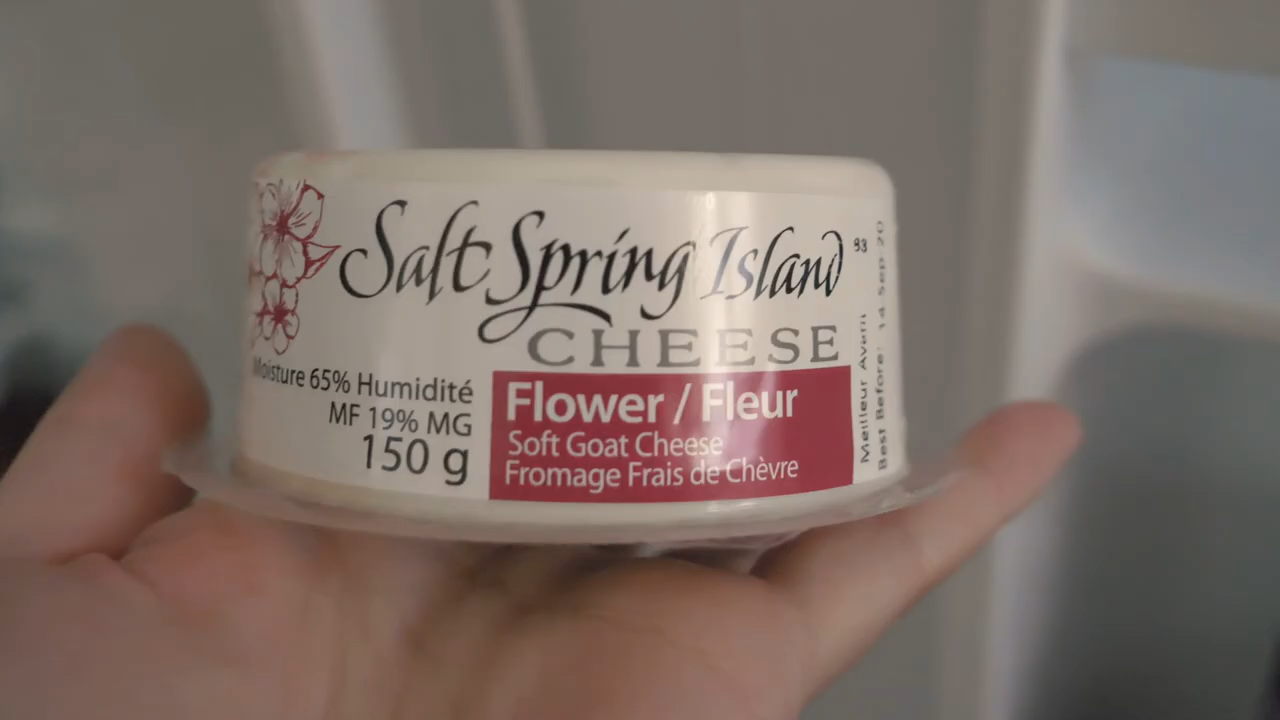 Salt Spring Island
CHEESE
Moisture 65% Humidité
MF 19% MG
150 g
Flower / Fleur
Soft Goat Cheese
Fromage Frais de Chèvre
93
Meilleur Avant
Best Before: 14 Sep 20